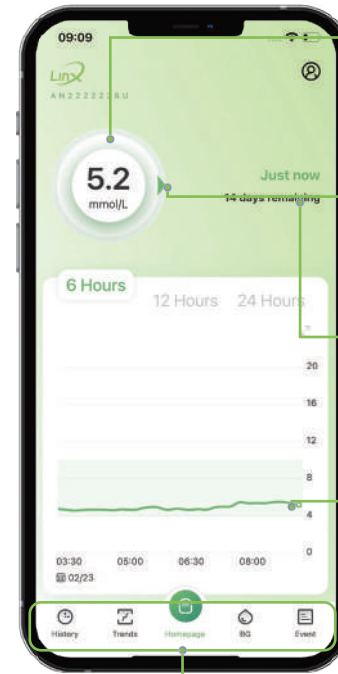 09:09
LinX
5.2
mmol/L
Just now
14 days remaining
6 Hours
12 Hours
24 Hours
20
16
12
8
4
0
03:30
05:00
06:30
08:00
02/23
History
Trends
Homepage
BG
Event